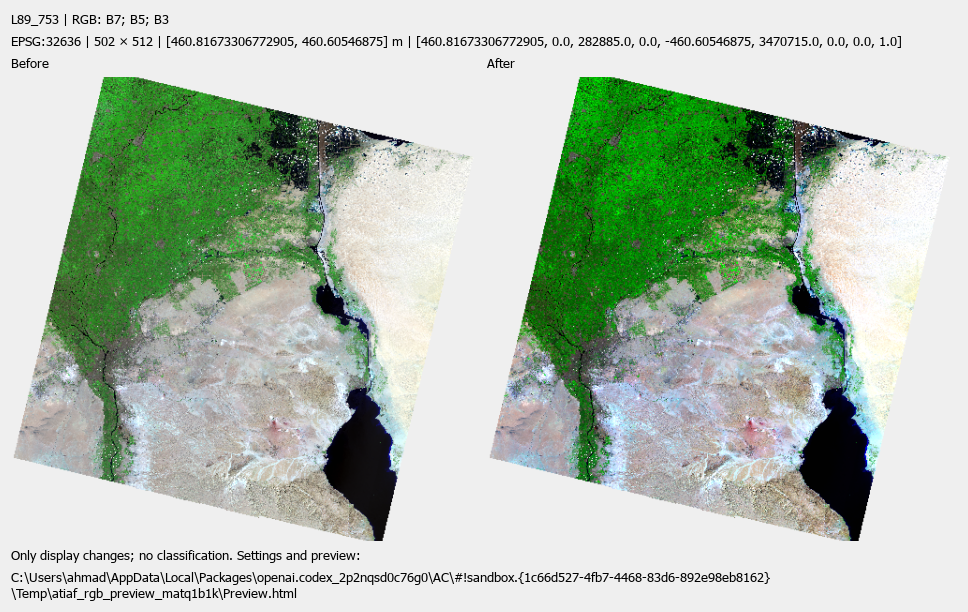 L89_753 | RGB: B7; B5; B3
EPSG:32636 | 502 × 512 | [460.81673306772905, 460.60546875] m | [460.81673306772905, 0.0, 282885.0, 0.0, -460.60546875, 3470715.0, 0.0, 0.0, 1.0]
Before
After
Only display changes; no classification. Settings and preview:
C:\Users\ahmad\AppData\Local\Packages\openai.codex_2p2nqsd0c76g0\AC\#!sandbox.{1c66d527-4fb7-4468-83d6-892e98eb8162}
\Temp\atiaf_rgb_preview_matq1b1k\Preview.html